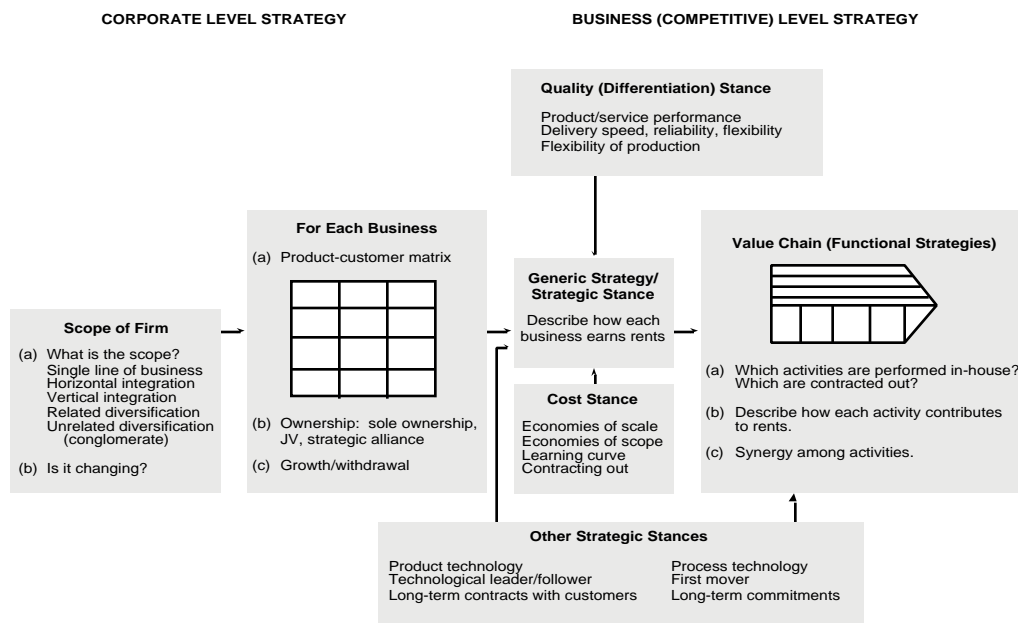 CORPORATE LEVEL STRATEGY
BUSINESS (COMPETITIVE) LEVEL STRATEGY
Quality (Differentiation) Stance
Product/service performance
Delivery speed, reliability, flexibility
Flexibility of production
Scope of Firm
(a) What is the scope?
Single line of business
Horizontal integration
Vertical integration
Related diversification
Unrelated diversification
(conglomerate)
(b) Is it changing?
For Each Business
(a) Product-customer matrix
(b) Ownership: sole ownership,
JV, strategic alliance
(c) Growth/withdrawal
Generic Strategy/
Strategic Stance
Describe how each
business earns rents
Cost Stance
Economies of scale
Economies of scope
Learning curve
Contracting out
Value Chain (Functional Strategies)
(a) Which activities are performed in-house?
Which are contracted out?
(b) Describe how each activity contributes
to rents.
(c) Synergy among activities.
Other Strategic Stances
Product technology
Technological leader/follower
Long-term contracts with customers
Process technology
First mover
Long-term commitments